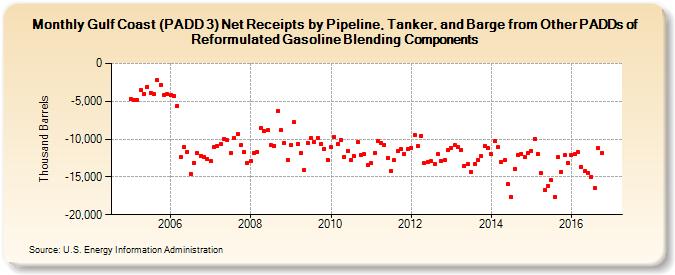 Monthly Gulf Coast (PADD 3) Net Receipts by Pipeline, Tanker, and Barge from Other PADDs of
Reformulated Gasoline Blending Components
Thousand Barrels
0
-5,000
-10,000
-15,000
-20,000
2006
2008
2010
2012
2014
2016
Source: U.S. Energy Information Administration